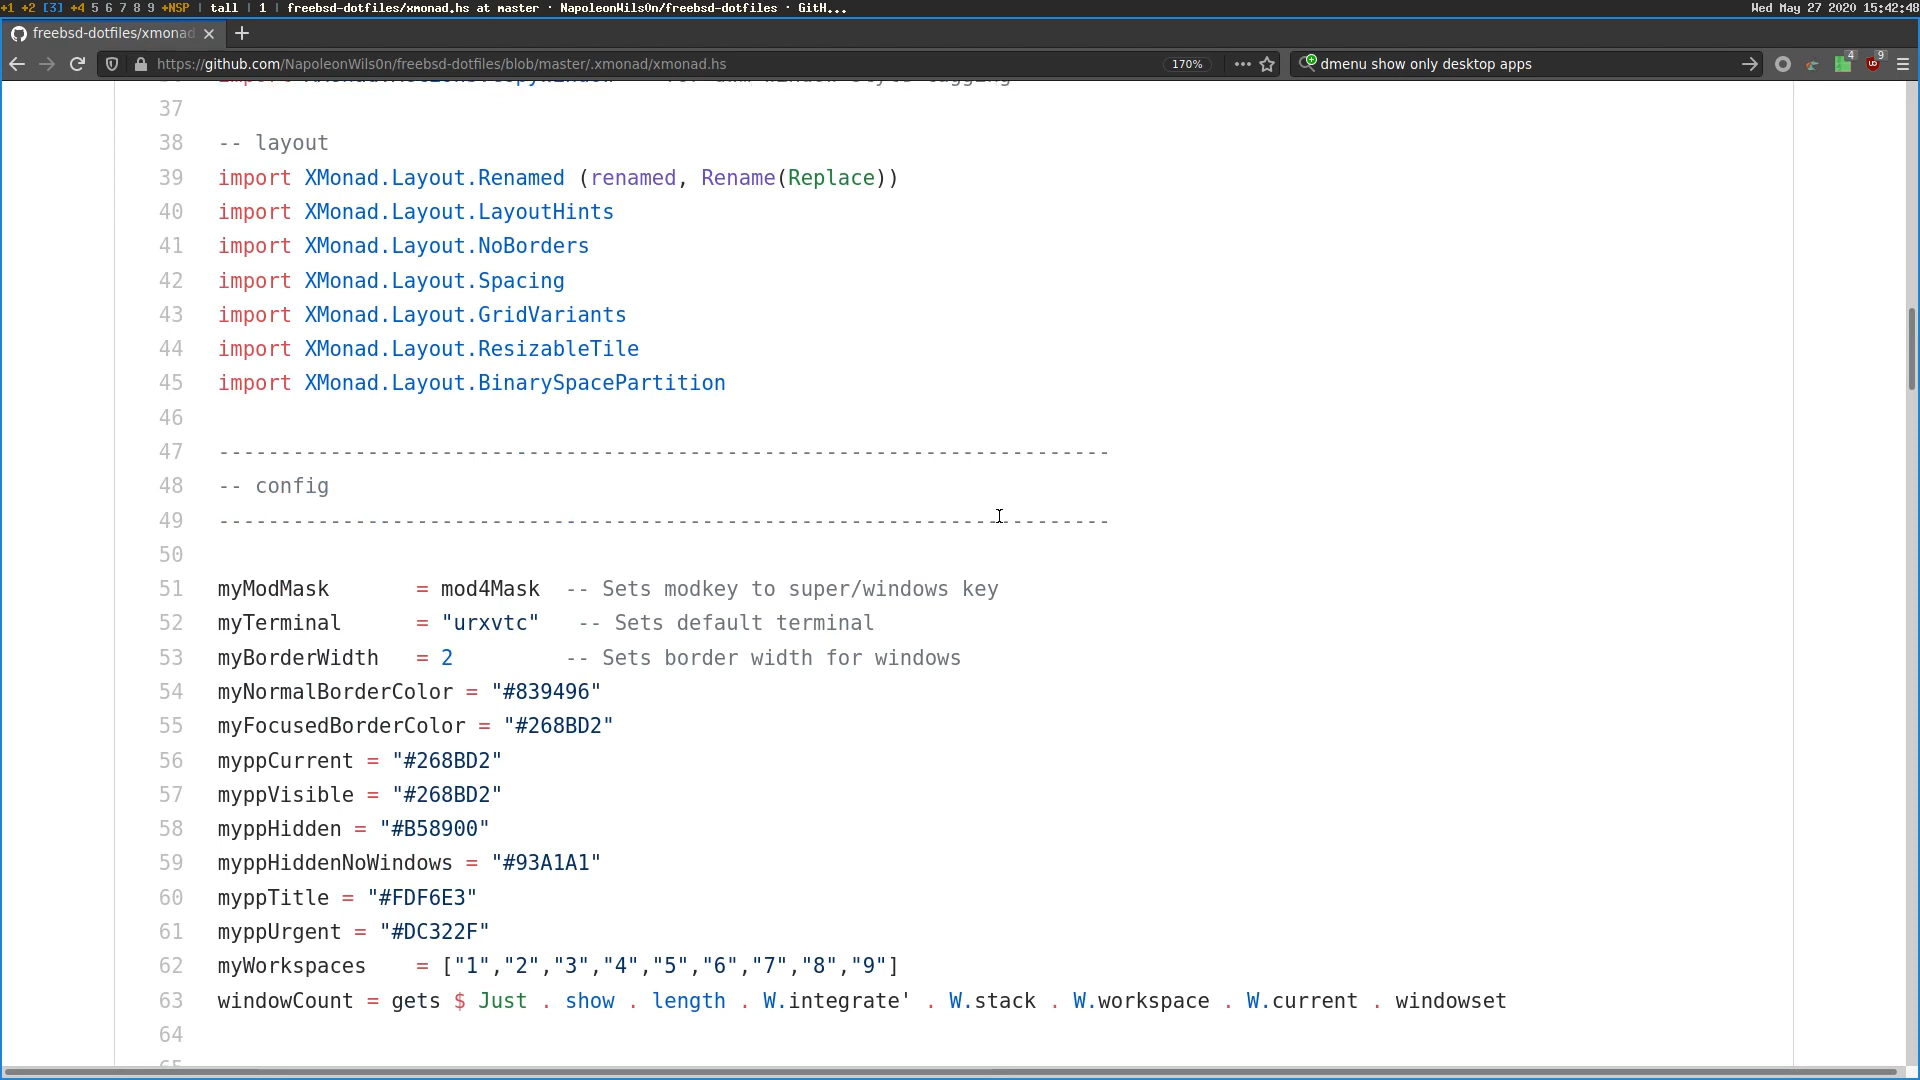 +1 +2 [3] +4 5 6 7 8 9 +NSP | tall | 1 | freebsd-dotfiles/xmonad.hs at master · NapoleonWils0n/freebsd-dotfiles · GitH... Wed May 27 2020 15:42:48
freebsd-dotfiles/xmonad
https://github.com/NapoleonWils0n/freebsd-dotfiles/blob/master/.xmonad/xmonad.hs 170% dmenu show only desktop apps 4 9
37
38 -- layout
39 import XMonad.Layout.Renamed (renamed, Rename(Replace))
40 import XMonad.Layout.LayoutHints
41 import XMonad.Layout.NoBorders
42 import XMonad.Layout.Spacing
43 import XMonad.Layout.GridVariants
44 import XMonad.Layout.ResizableTile
45 import XMonad.Layout.BinarySpacePartition
46
47 ------------------------------------------------------------------------
48 -- config
49 ------------------------------------------------------------------------
50
51 myModMask       = mod4Mask  -- Sets modkey to super/windows key
52 myTerminal      = "urxvtc"   -- Sets default terminal
53 myBorderWidth   = 2         -- Sets border width for windows
54 myNormalBorderColor = "#839496"
55 myFocusedBorderColor = "#268BD2"
56 myppCurrent = "#268BD2"
57 myppVisible = "#268BD2"
58 myppHidden = "#B58900"
59 myppHiddenNoWindows = "#93A1A1"
60 myppTitle = "#FDF6E3"
61 myppUrgent = "#DC322F"
62 myWorkspaces    = ["1","2","3","4","5","6","7","8","9"]
63 windowCount = gets $ Just . show . length . W.integrate' . W.stack . W.workspace . W.current . windowset
64